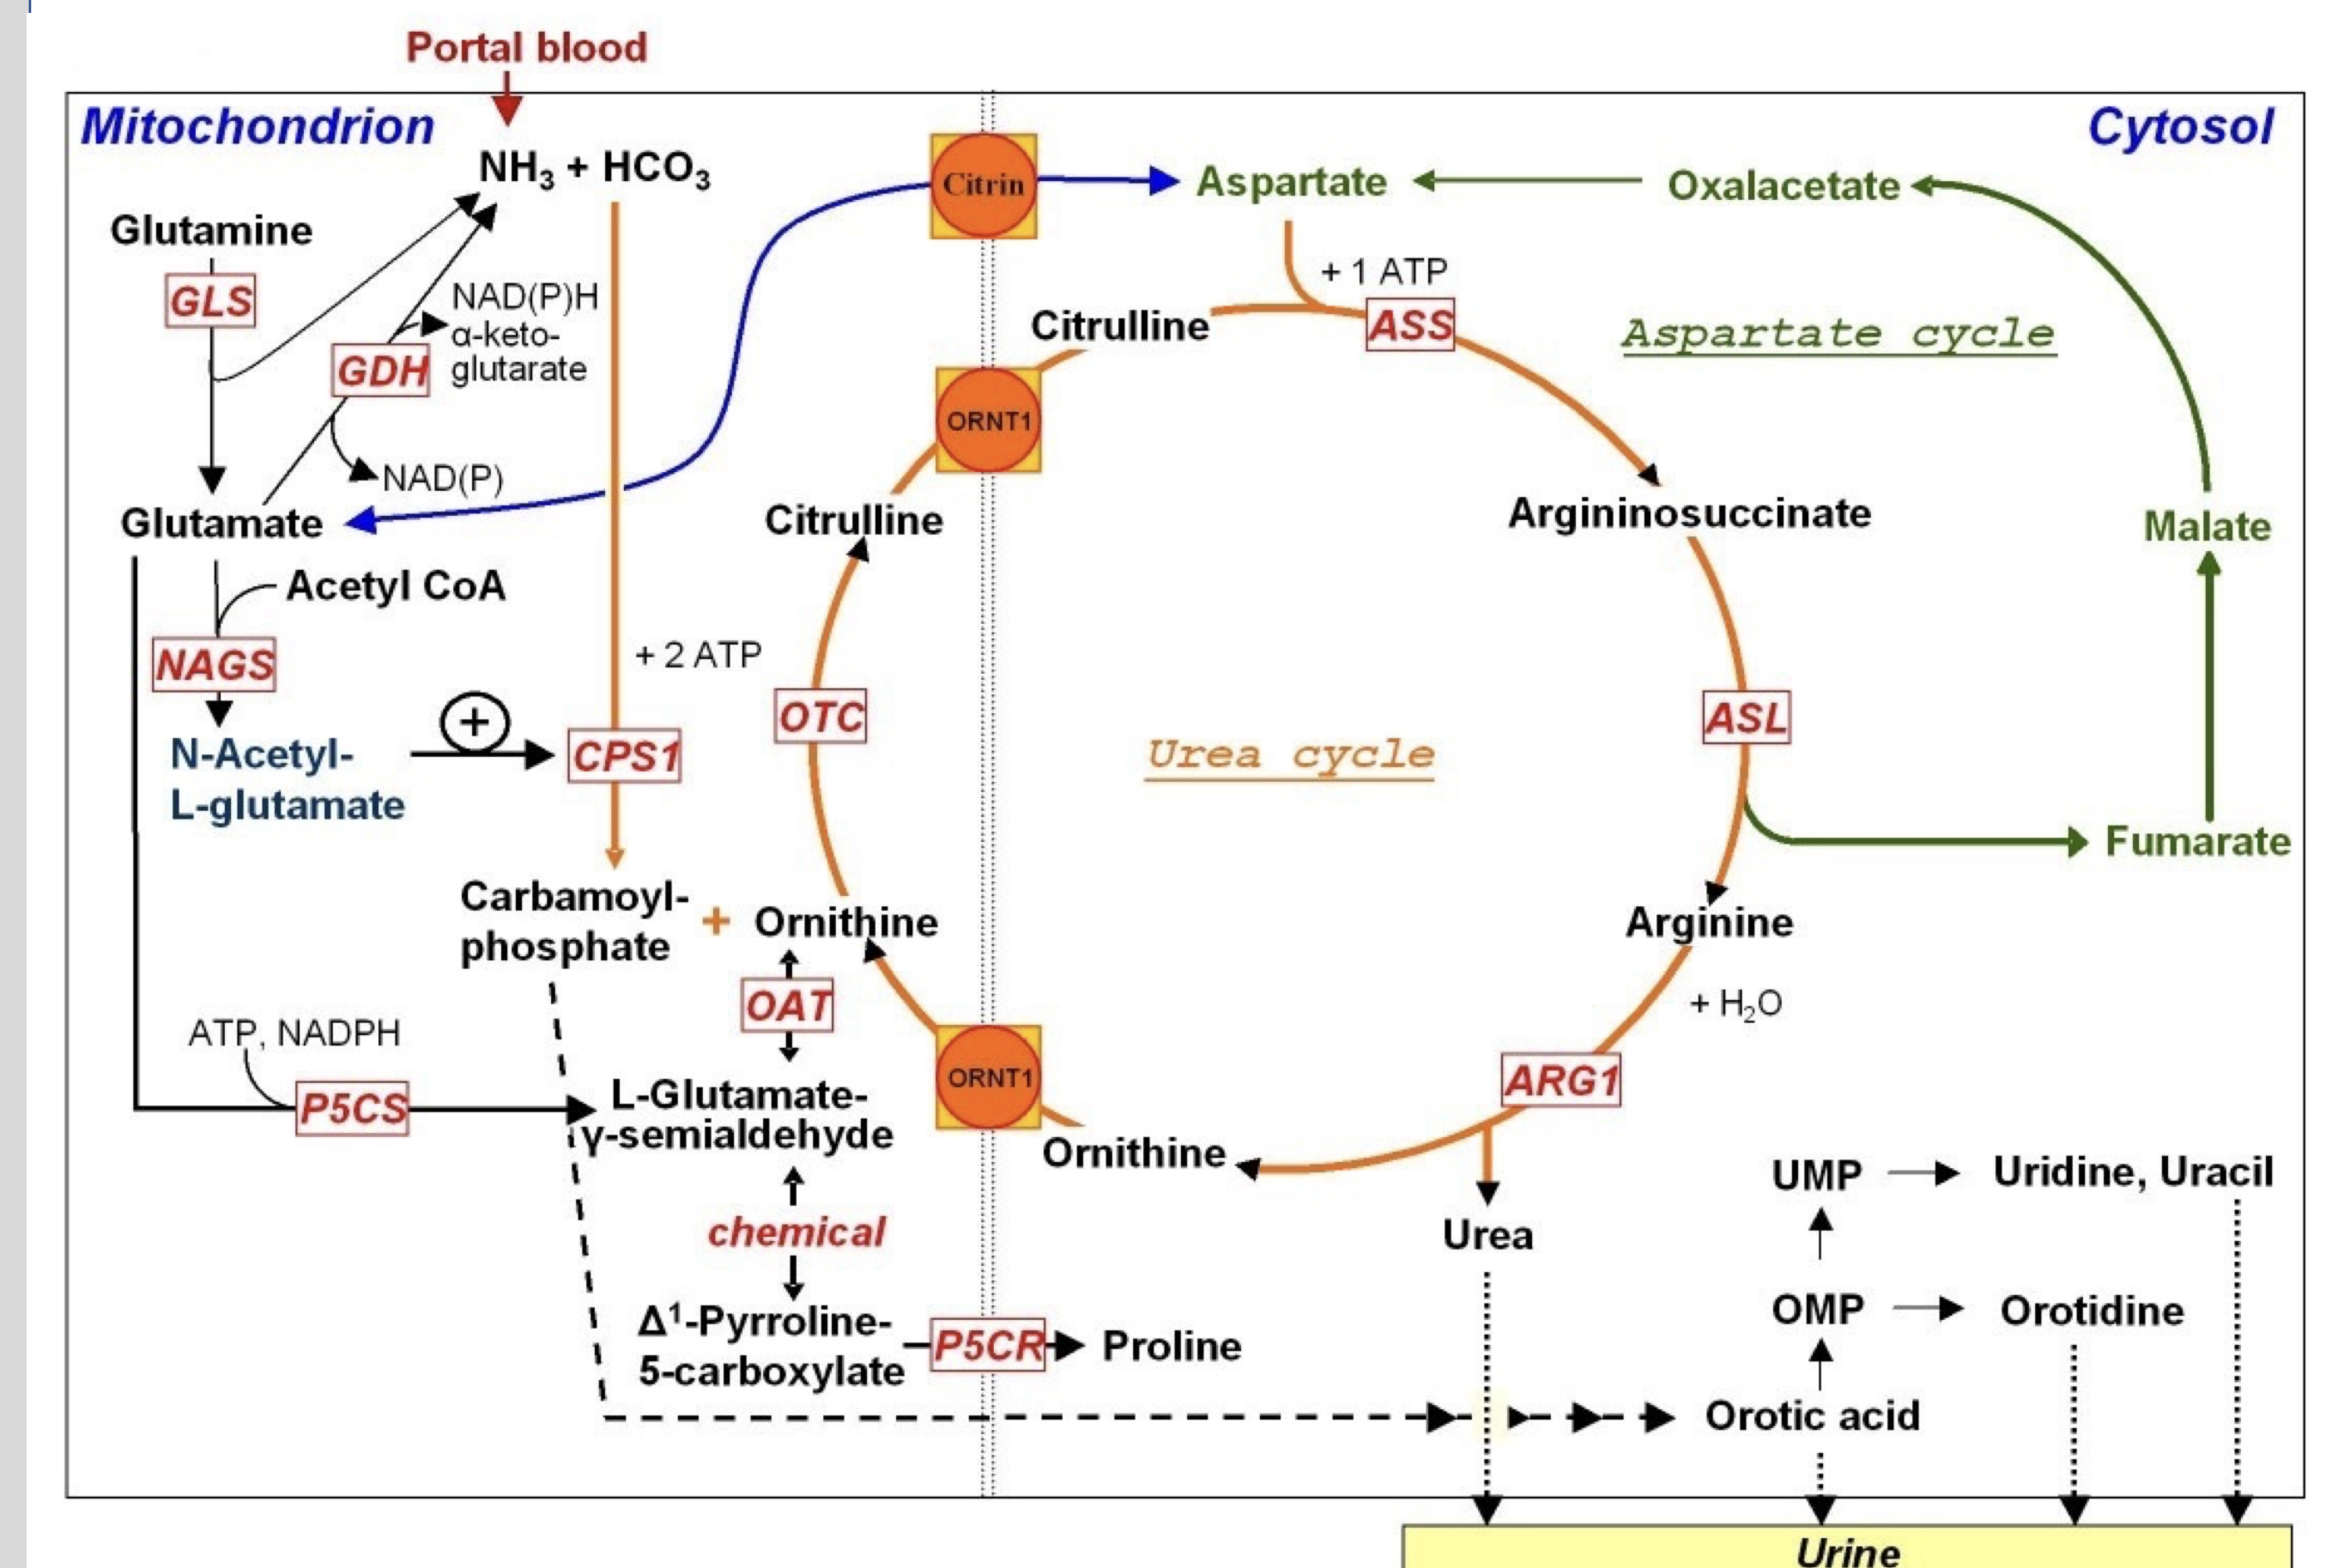 Portal blood
Mitochondrion
Cytosol
NH₃ + HCO₃
Citrin
Aspartate
Oxalacetate
Glutamine
GLS
NAD(P)H
α-keto-
glutarate
GDH
+ 1 ATP
Citrulline
ASS
Aspartate cycle
ORNT1
NAD(P)
Glutamate
Citrulline
Argininosuccinate
Malate
Acetyl CoA
NAGS
+ 2 ATP
OTC
ASL
N-Acetyl-
L-glutamate
+
CPS1
Urea cycle
Fumarate
Carbamoyl-
phosphate
+
Ornithine
Arginine
OAT
+ H₂O
ATP, NADPH
P5CS
L-Glutamate-
γ-semialdehyde
ORNT1
ARG1
Ornithine
UMP
Uridine, Uracil
chemical
Urea
Δ¹-Pyrroline-
5-carboxylate
P5CR
Proline
OMP
Orotidine
Orotic acid
Urine